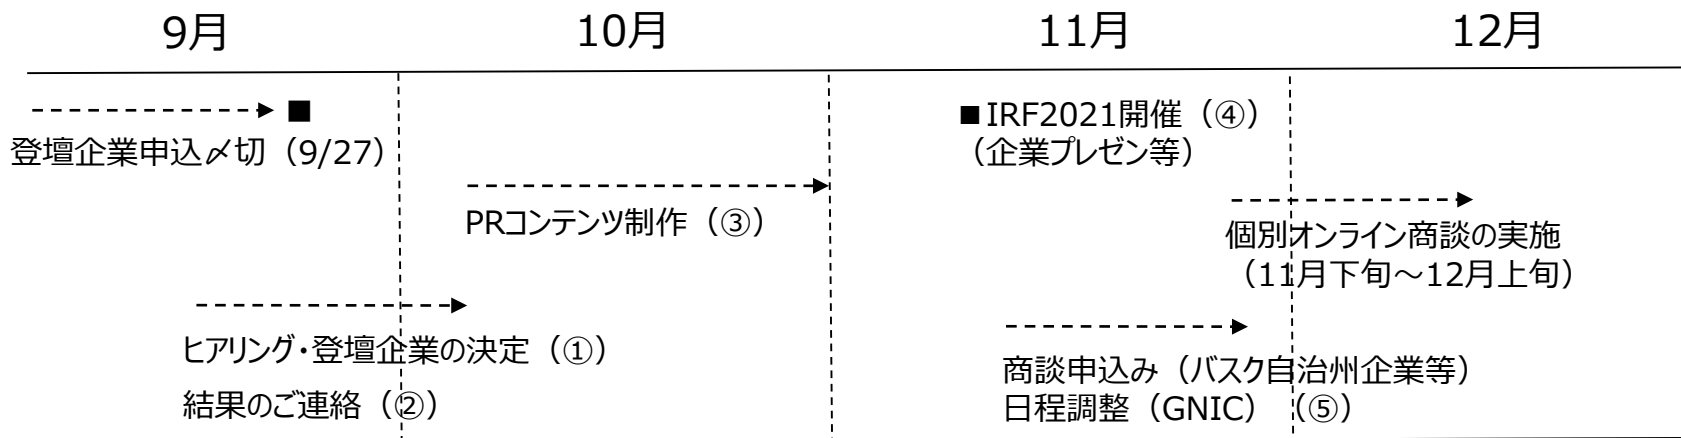 9月 10月 11月 12月
■
登壇企業申込〆切（9/27）
■IRF2021開催（④）
（企業プレゼン等）
PRコンテンツ制作（③）
個別オンライン商談の実施
（11月下旬～12月上旬）
ヒアリング・登壇企業の決定（①）
結果のご連絡（②）
商談申込み（バスク自治州企業等）
日程調整（GNIC）（⑤）